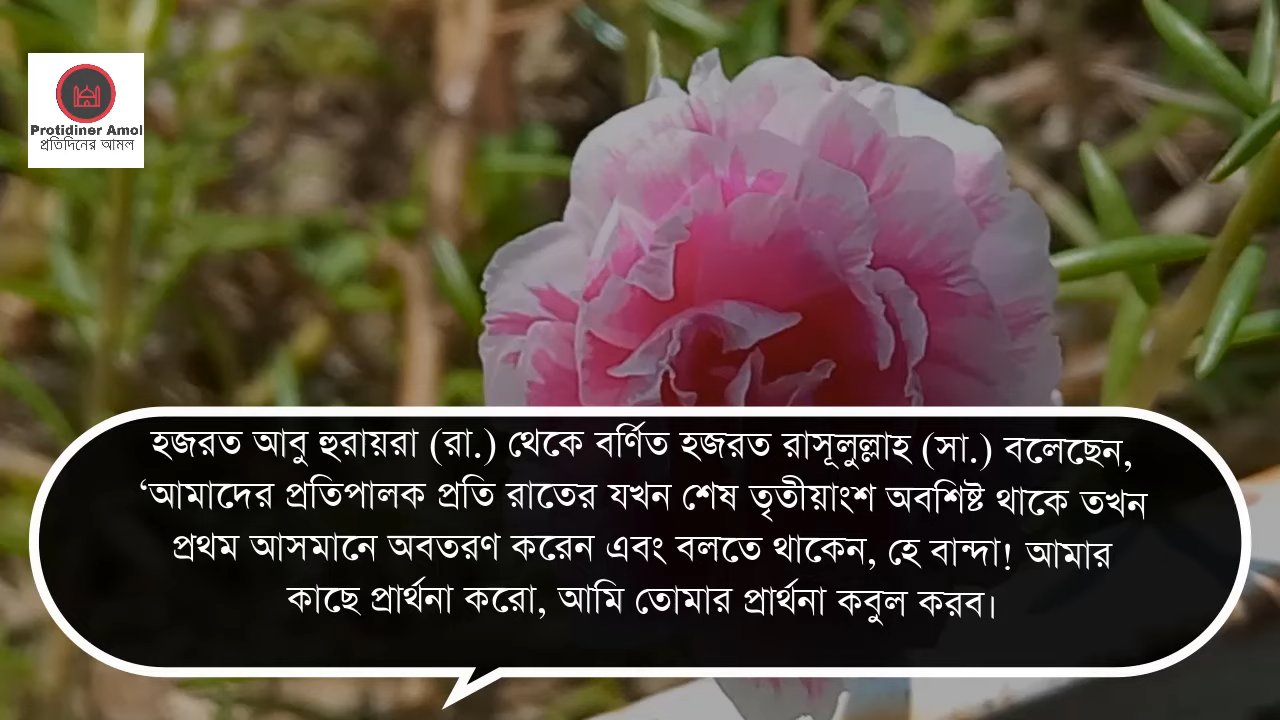 Protidiner Amol
প্রতিদিনের আমল
হজরত আবু হুরায়রা (রা.) থেকে বর্ণিত হজরত রাসূলুল্লাহ (সা.) বলেছেন,
‘আমাদের প্রতিপালক প্রতি রাতের যখন শেষ তৃতীয়াংশ অবশিষ্ট থাকে তখন
প্রথম আসমানে অবতরণ করেন এবং বলতে থাকেন, হে বান্দা! আমার
কাছে প্রার্থনা করো, আমি তোমার প্রার্থনা কবুল করব।